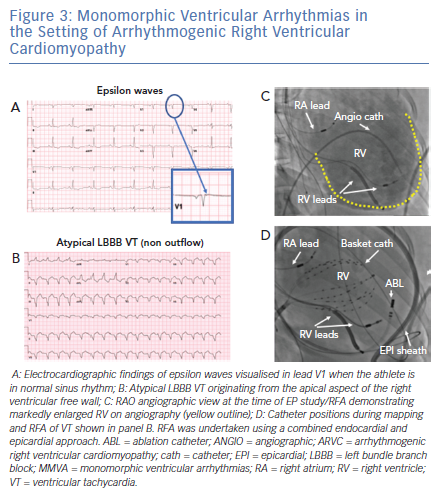 Figure 3: Monomorphic Ventricular Arrhythmias in
the Setting of Arrhythmogenic Right Ventricular
Cardiomyopathy
Epsilon waves
A
V1
Atypical LBBB VT (non outflow)
B
C
RA lead
Angio cath
RV
RV leads
D
RA lead
Basket cath
RV
ABL
RV leads
EPI sheath
A: Electrocardiographic findings of epsilon waves visualised in lead V1 when the athlete is
in normal sinus rhythm; B: Atypical LBBB VT originating from the apical aspect of the right
ventricular free wall; C: RAO angiographic view at the time of EP study/RFA demonstrating
markedly enlarged RV on angiography (yellow outline); D: Catheter positions during mapping
and RFA of VT shown in panel B. RFA was undertaken using a combined endocardial and
epicardial approach. ABL = ablation catheter; ANGIO = angiographic; ARVC = arrhythmogenic
right ventricular cardiomyopathy; cath = catheter; EPI = epicardial; LBBB = left bundle branch
block; MMVA = monomorphic ventricular arrhythmias; RA = right atrium; RV = right ventricle;
VT = ventricular tachycardia.